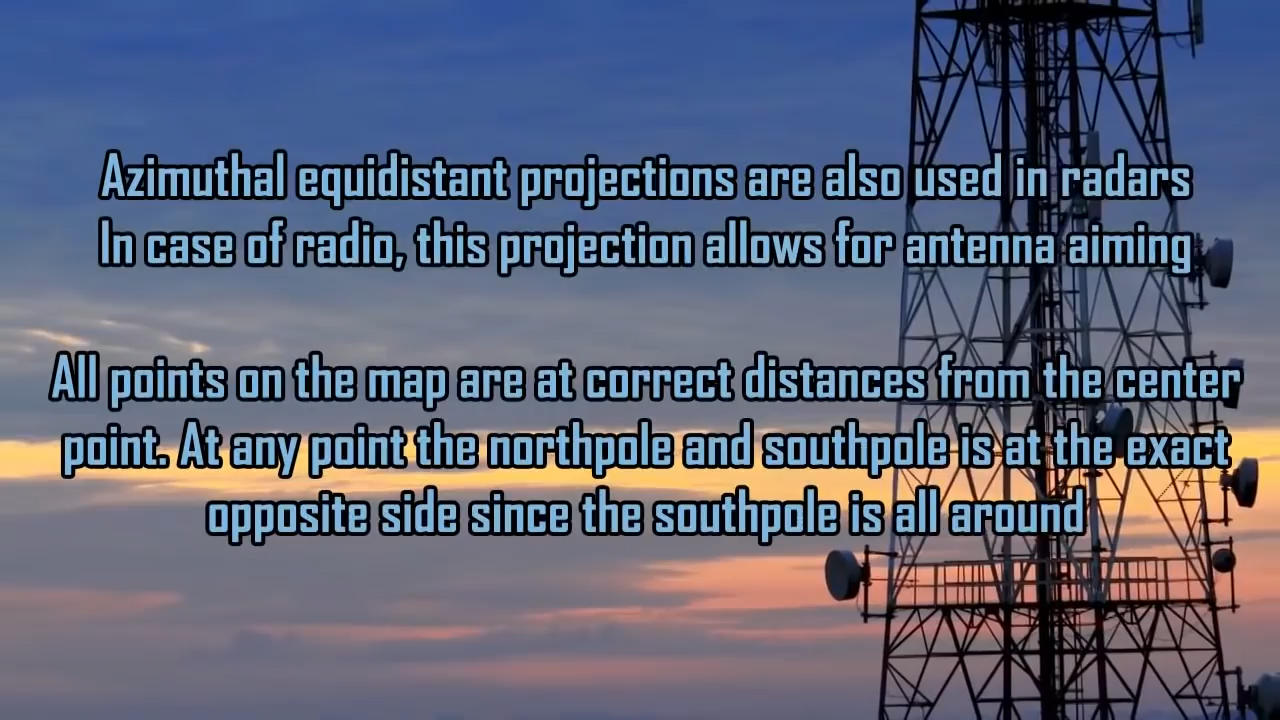 Azimuthal equidistant projections are also used in radars
In case of radio, this projection allows for antenna aiming
All points on the map are at correct distances from the center
point. At any point the northpole and southpole is at the exact
opposite side since the southpole is all around